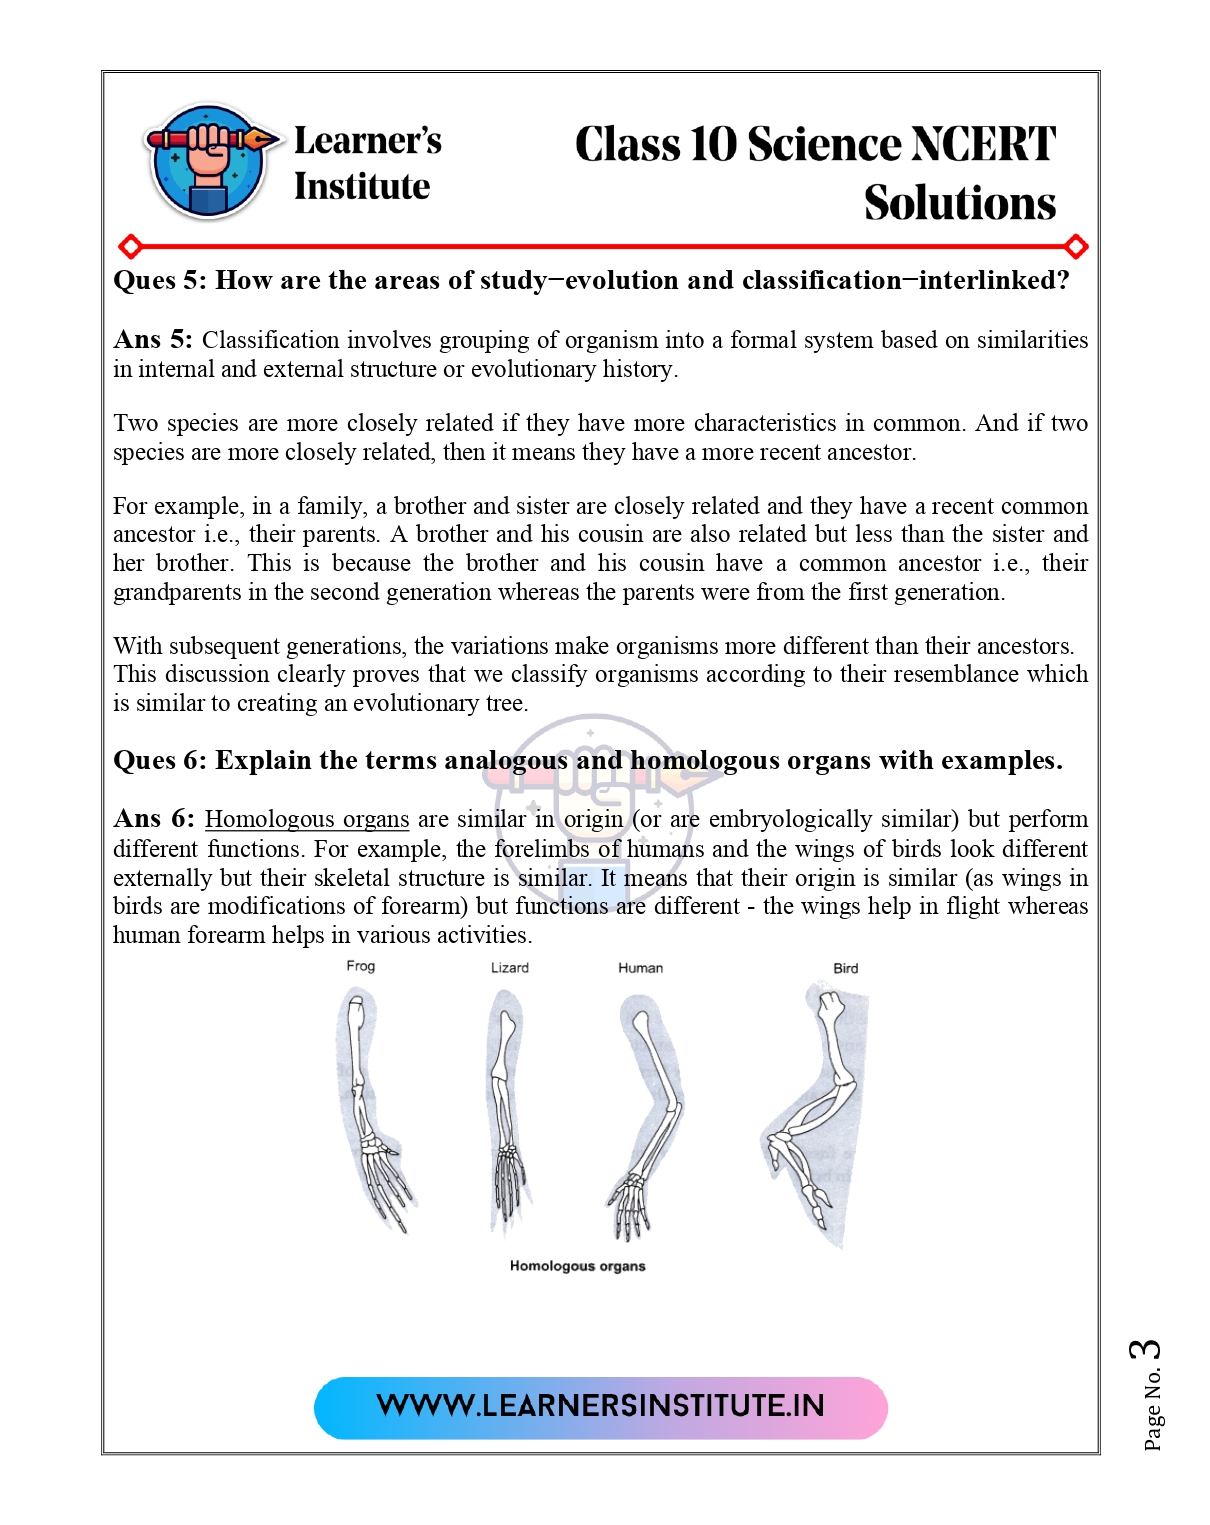 Learner's
Institute
Class 10 Science NCERT
Solutions
Ques 5: How are the areas of study−evolution and classification−interlinked?
Ans 5: Classification involves grouping of organism into a formal system based on similarities
in internal and external structure or evolutionary history.
Two species are more closely related if they have more characteristics in common. And if two
species are more closely related, then it means they have a more recent ancestor.
For example, in a family, a brother and sister are closely related and they have a recent common
ancestor i.e., their parents. A brother and his cousin are also related but less than the sister and
her brother. This is because the brother and his cousin have a common ancestor i.e., their
grandparents in the second generation whereas the parents were from the first generation.
With subsequent generations, the variations make organisms more different than their ancestors.
This discussion clearly proves that we classify organisms according to their resemblance which
is similar to creating an evolutionary tree.
Ques 6: Explain the terms analogous and homologous organs with examples.
Ans 6: Homologous organs are similar in origin (or are embryologically similar) but perform
different functions. For example, the forelimbs of humans and the wings of birds look different
externally but their skeletal structure is similar. It means that their origin is similar (as wings in
birds are modifications of forearm) but functions are different - the wings help in flight whereas
human forearm helps in various activities.
Frog Lizard Human Bird
Homologous organs
WWW.LEARNERSINSTITUTE.IN
Page No. 3